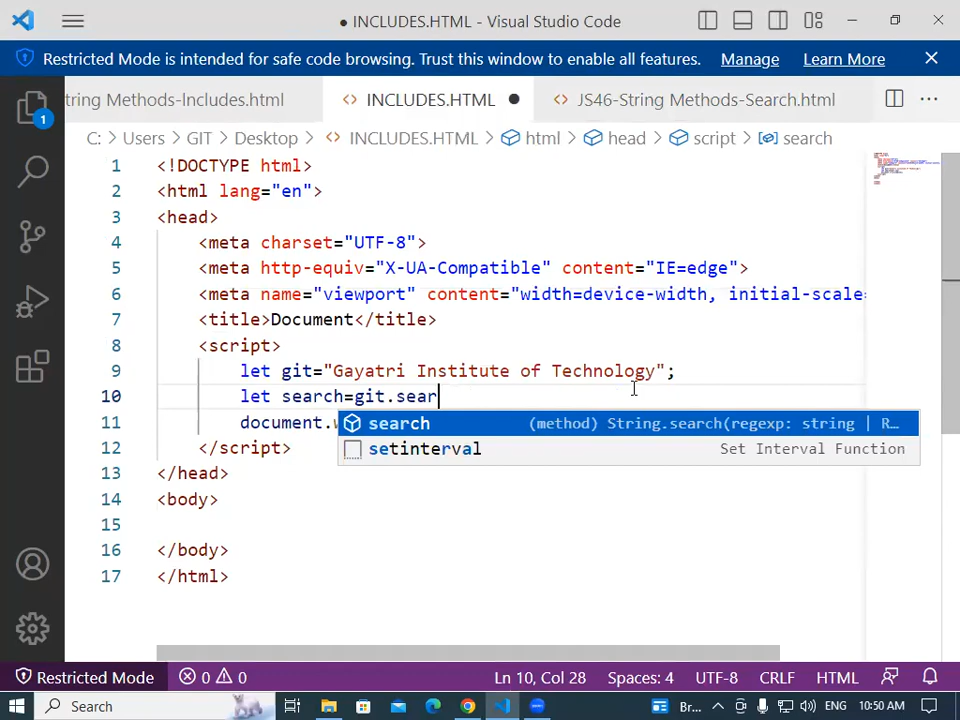 ● INCLUDES.HTML - Visual Studio Code
Restricted Mode is intended for safe code browsing. Trust this window to enable all features. Manage Learn More
tring Methods-Includes.html INCLUDES.HTML ● JS46-String Methods-Search.html
C: > Users > GIT > Desktop > INCLUDES.HTML > html > head > script > search
1 <!DOCTYPE html>
2 <html lang="en">
3 <head>
4 <meta charset="UTF-8">
5 <meta http-equiv="X-UA-Compatible" content="IE=edge">
6 <meta name="viewport" content="width=device-width, initial-scale=
7 <title>Document</title>
8 <script>
9 let git="Gayatri Institute of Technology";
10 let search=git.sear
11 document.
search (method) String.search(regexp: string | R...
12 </script>
setinterval Set Interval Function
13 </head>
14 <body>
15
16 </body>
17 </html>
Restricted Mode 0 0 Ln 10, Col 28 Spaces: 4 UTF-8 CRLF HTML
Search Br... ENG 10:50 AM
1